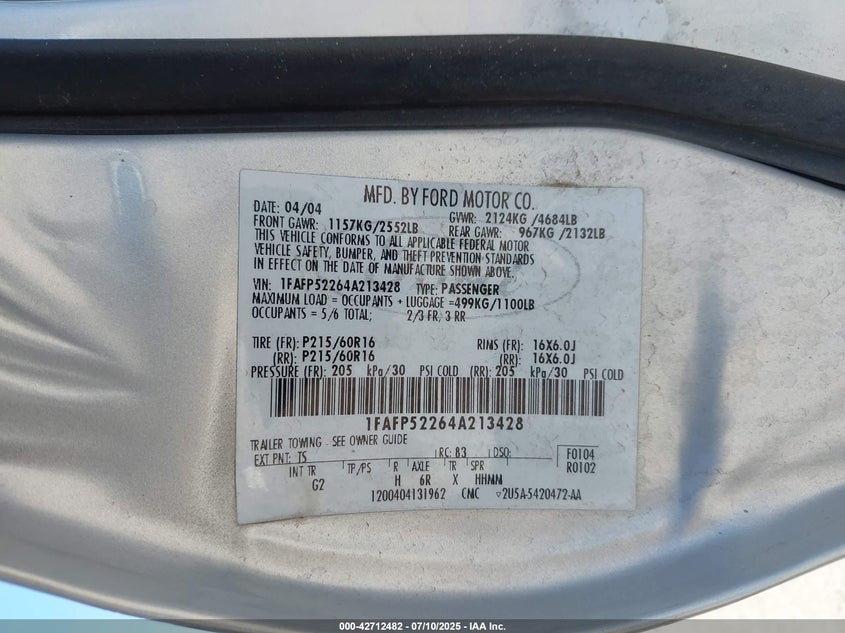 MFD. BY FORD MOTOR CO.
DATE: 04/04 GVWR: 2124KG /4684LB
FRONT GAWR: 1157KG/2552LB REAR GAWR: 967KG /2132LB
THIS VEHICLE CONFORMS TO ALL APPLICABLE FEDERAL MOTOR
VEHICLE SAFETY, BUMPER, AND THEFT PREVENTION STANDARDS
IN EFFECT ON THE DATE OF MANUFACTURE SHOWN ABOVE.
VIN: 1FAFP52264A213428 TYPE: PASSENGER
MAXIMUM LOAD = OCCUPANTS + LUGGAGE =499KG/1100LB
OCCUPANTS = 5/6 TOTAL; 2/3 FR, 3 RR
TIRE (FR): P215/60R16 RIMS (FR): 16X6.0J
(RR): P215/60R16 (RR): 16X6.0J
PRESSURE (FR): 205 kPa/30 PSI COLD (RR): 205 kPa/30 PSI COLD
1FAFP52264A213428
TRAILER TOWING - SEE OWNER GUIDE
EXT PNT: TS RC: B3 DSO: F0104
INT TR TP/PS R AXLE TR SPR R0102
G2 H 6R X HHMM
1200404131962 CMC ▽2U5A-5420472-AA
000-42712482 - 07/10/2025 - IAA Inc.